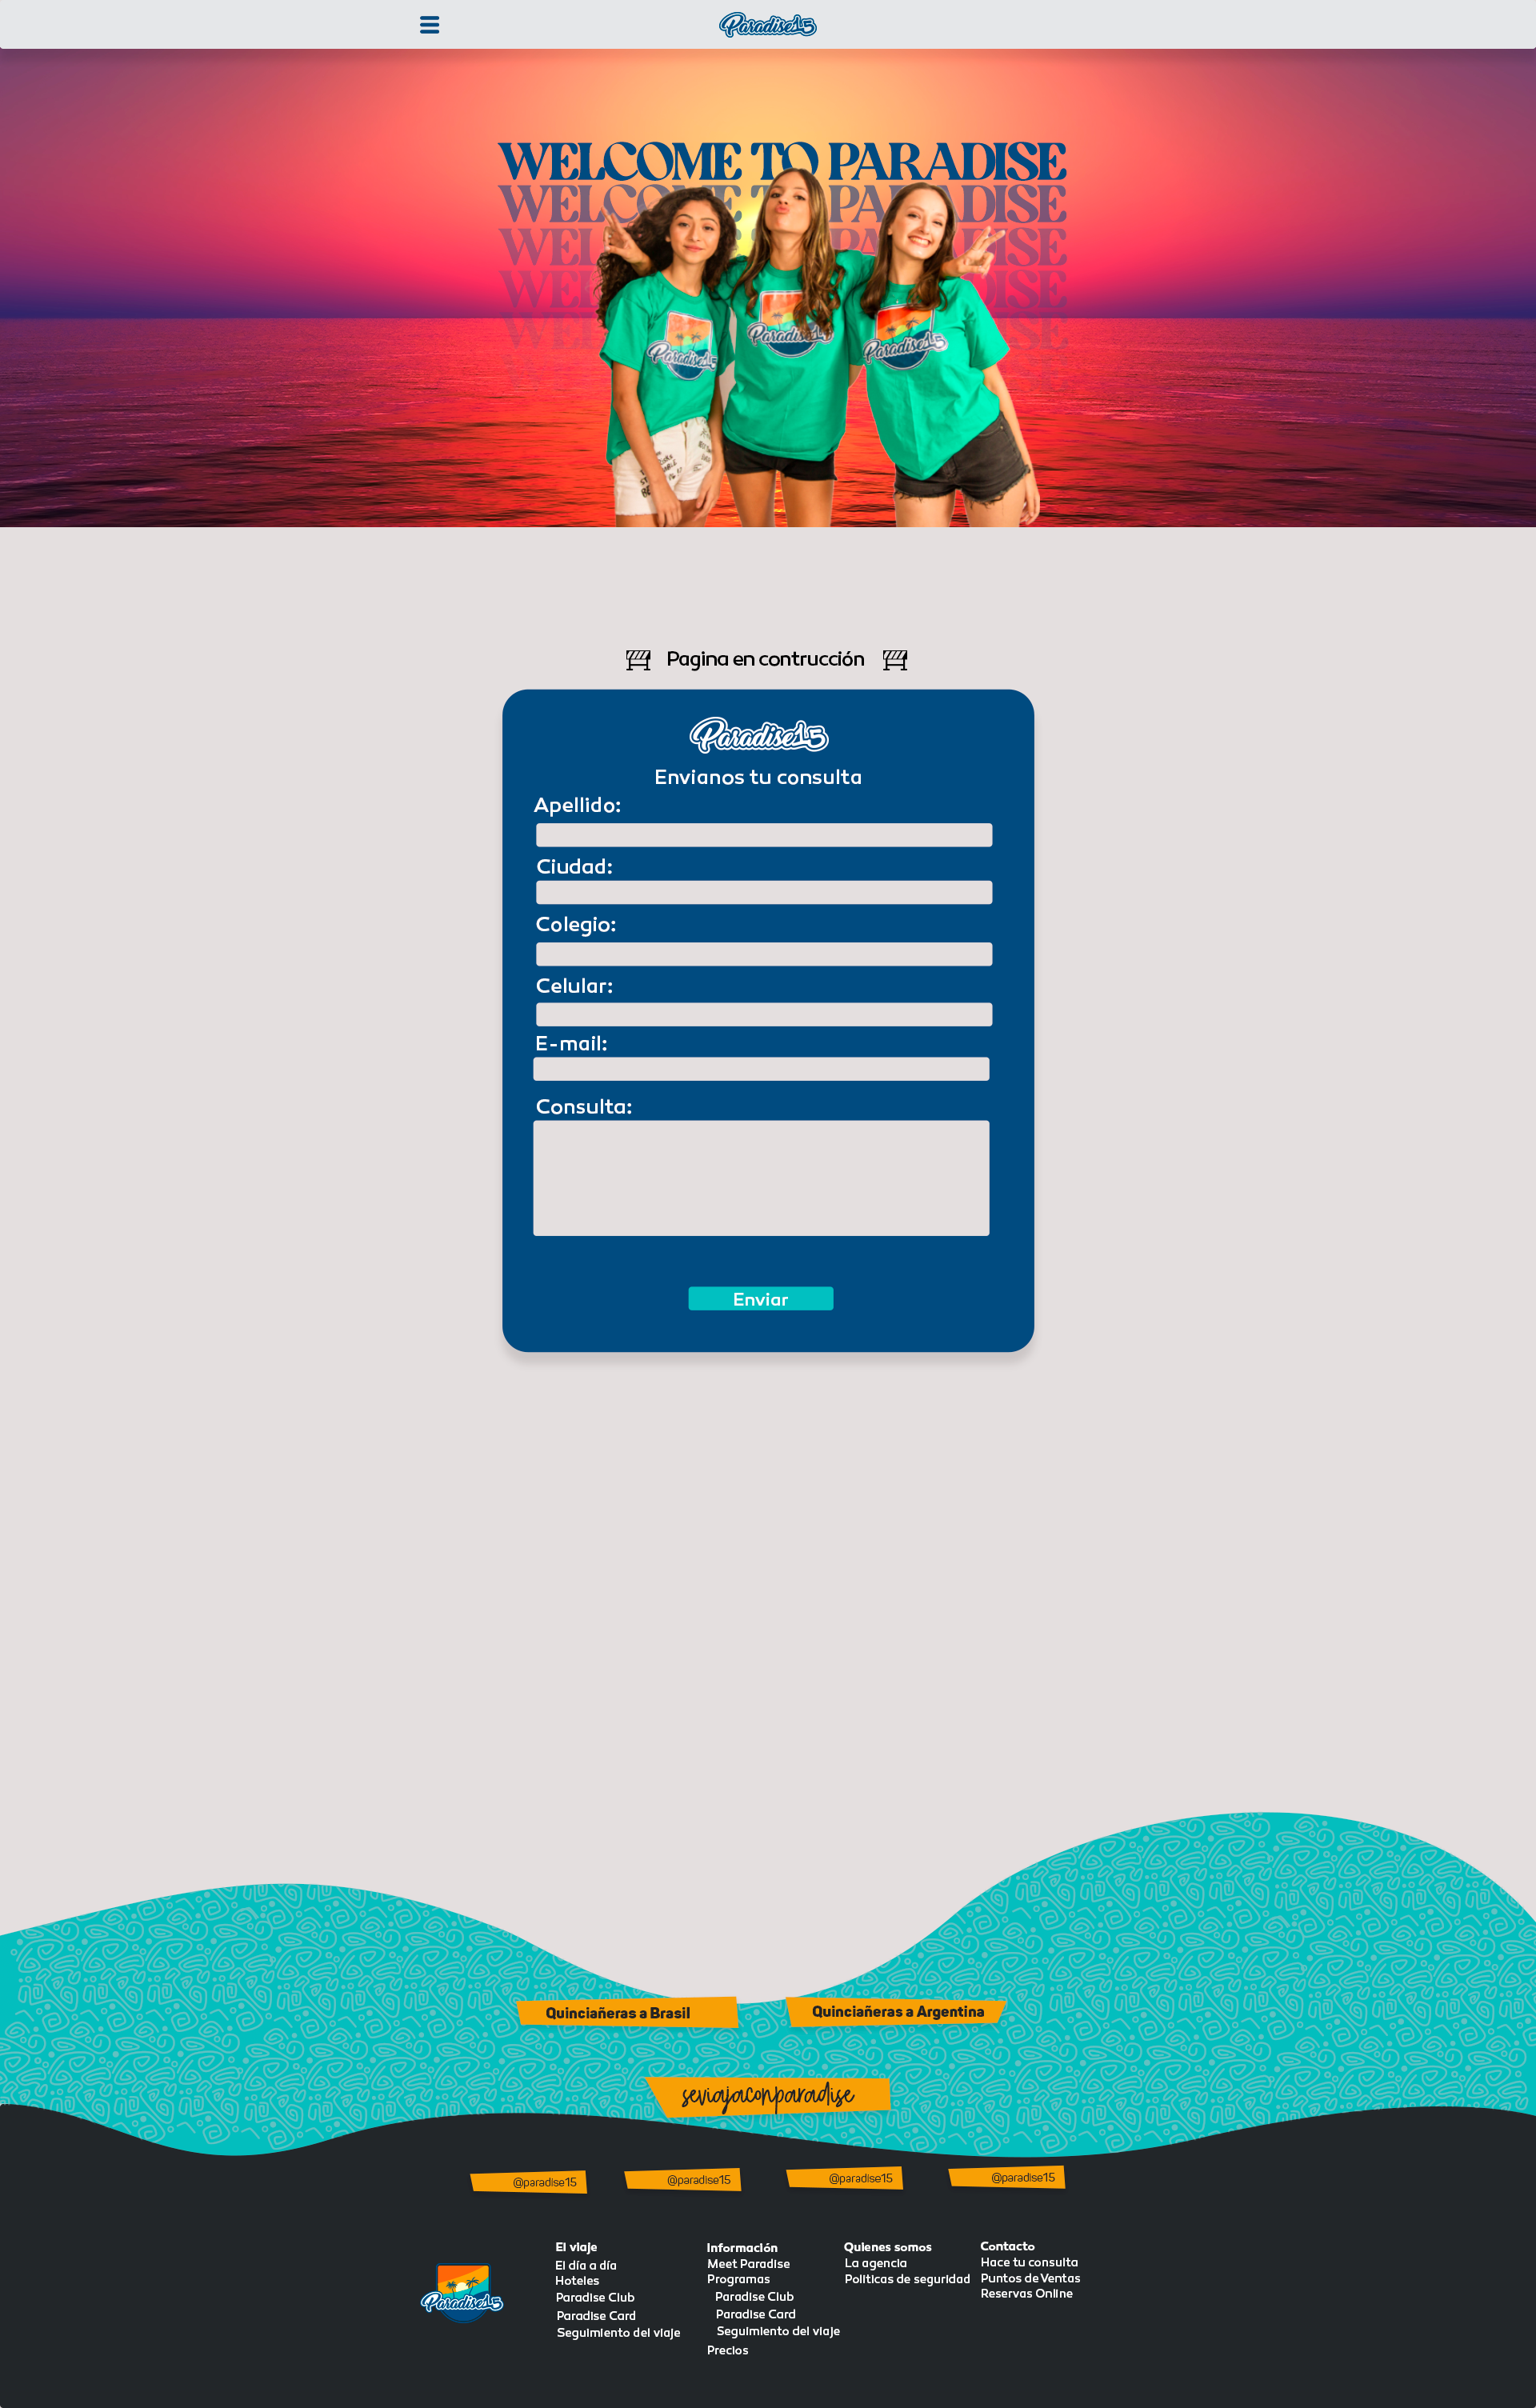 Paradise15
WELCOME TO PARADISE
WELCOME TO PARADISE
WELCOME TO PARADISE
WELCOME TO PARADISE
WELCOME TO PARADISE
Paradise15
Paradise15
Paradise15
Pagina en contrucción
Paradise15
Envianos tu consulta
Apellido:
Ciudad:
Colegio:
Celular:
E-mail:
Consulta:
Enviar
Quinciañeras a Brasil
Quinciañeras a Argentina
seviajaconparadise
@paradise15
@paradise15
@paradise15
@paradise15
Paradise15
El viaje
El día a día
Hoteles
Paradise Club
Paradise Card
Seguimiento del viaje
Información
Meet Paradise
Programas
Paradise Club
Paradise Card
Seguimiento del viaje
Precios
Quienes somos
La agencia
Politicas de seguridad
Contacto
Hace tu consulta
Puntos de Ventas
Reservas Online